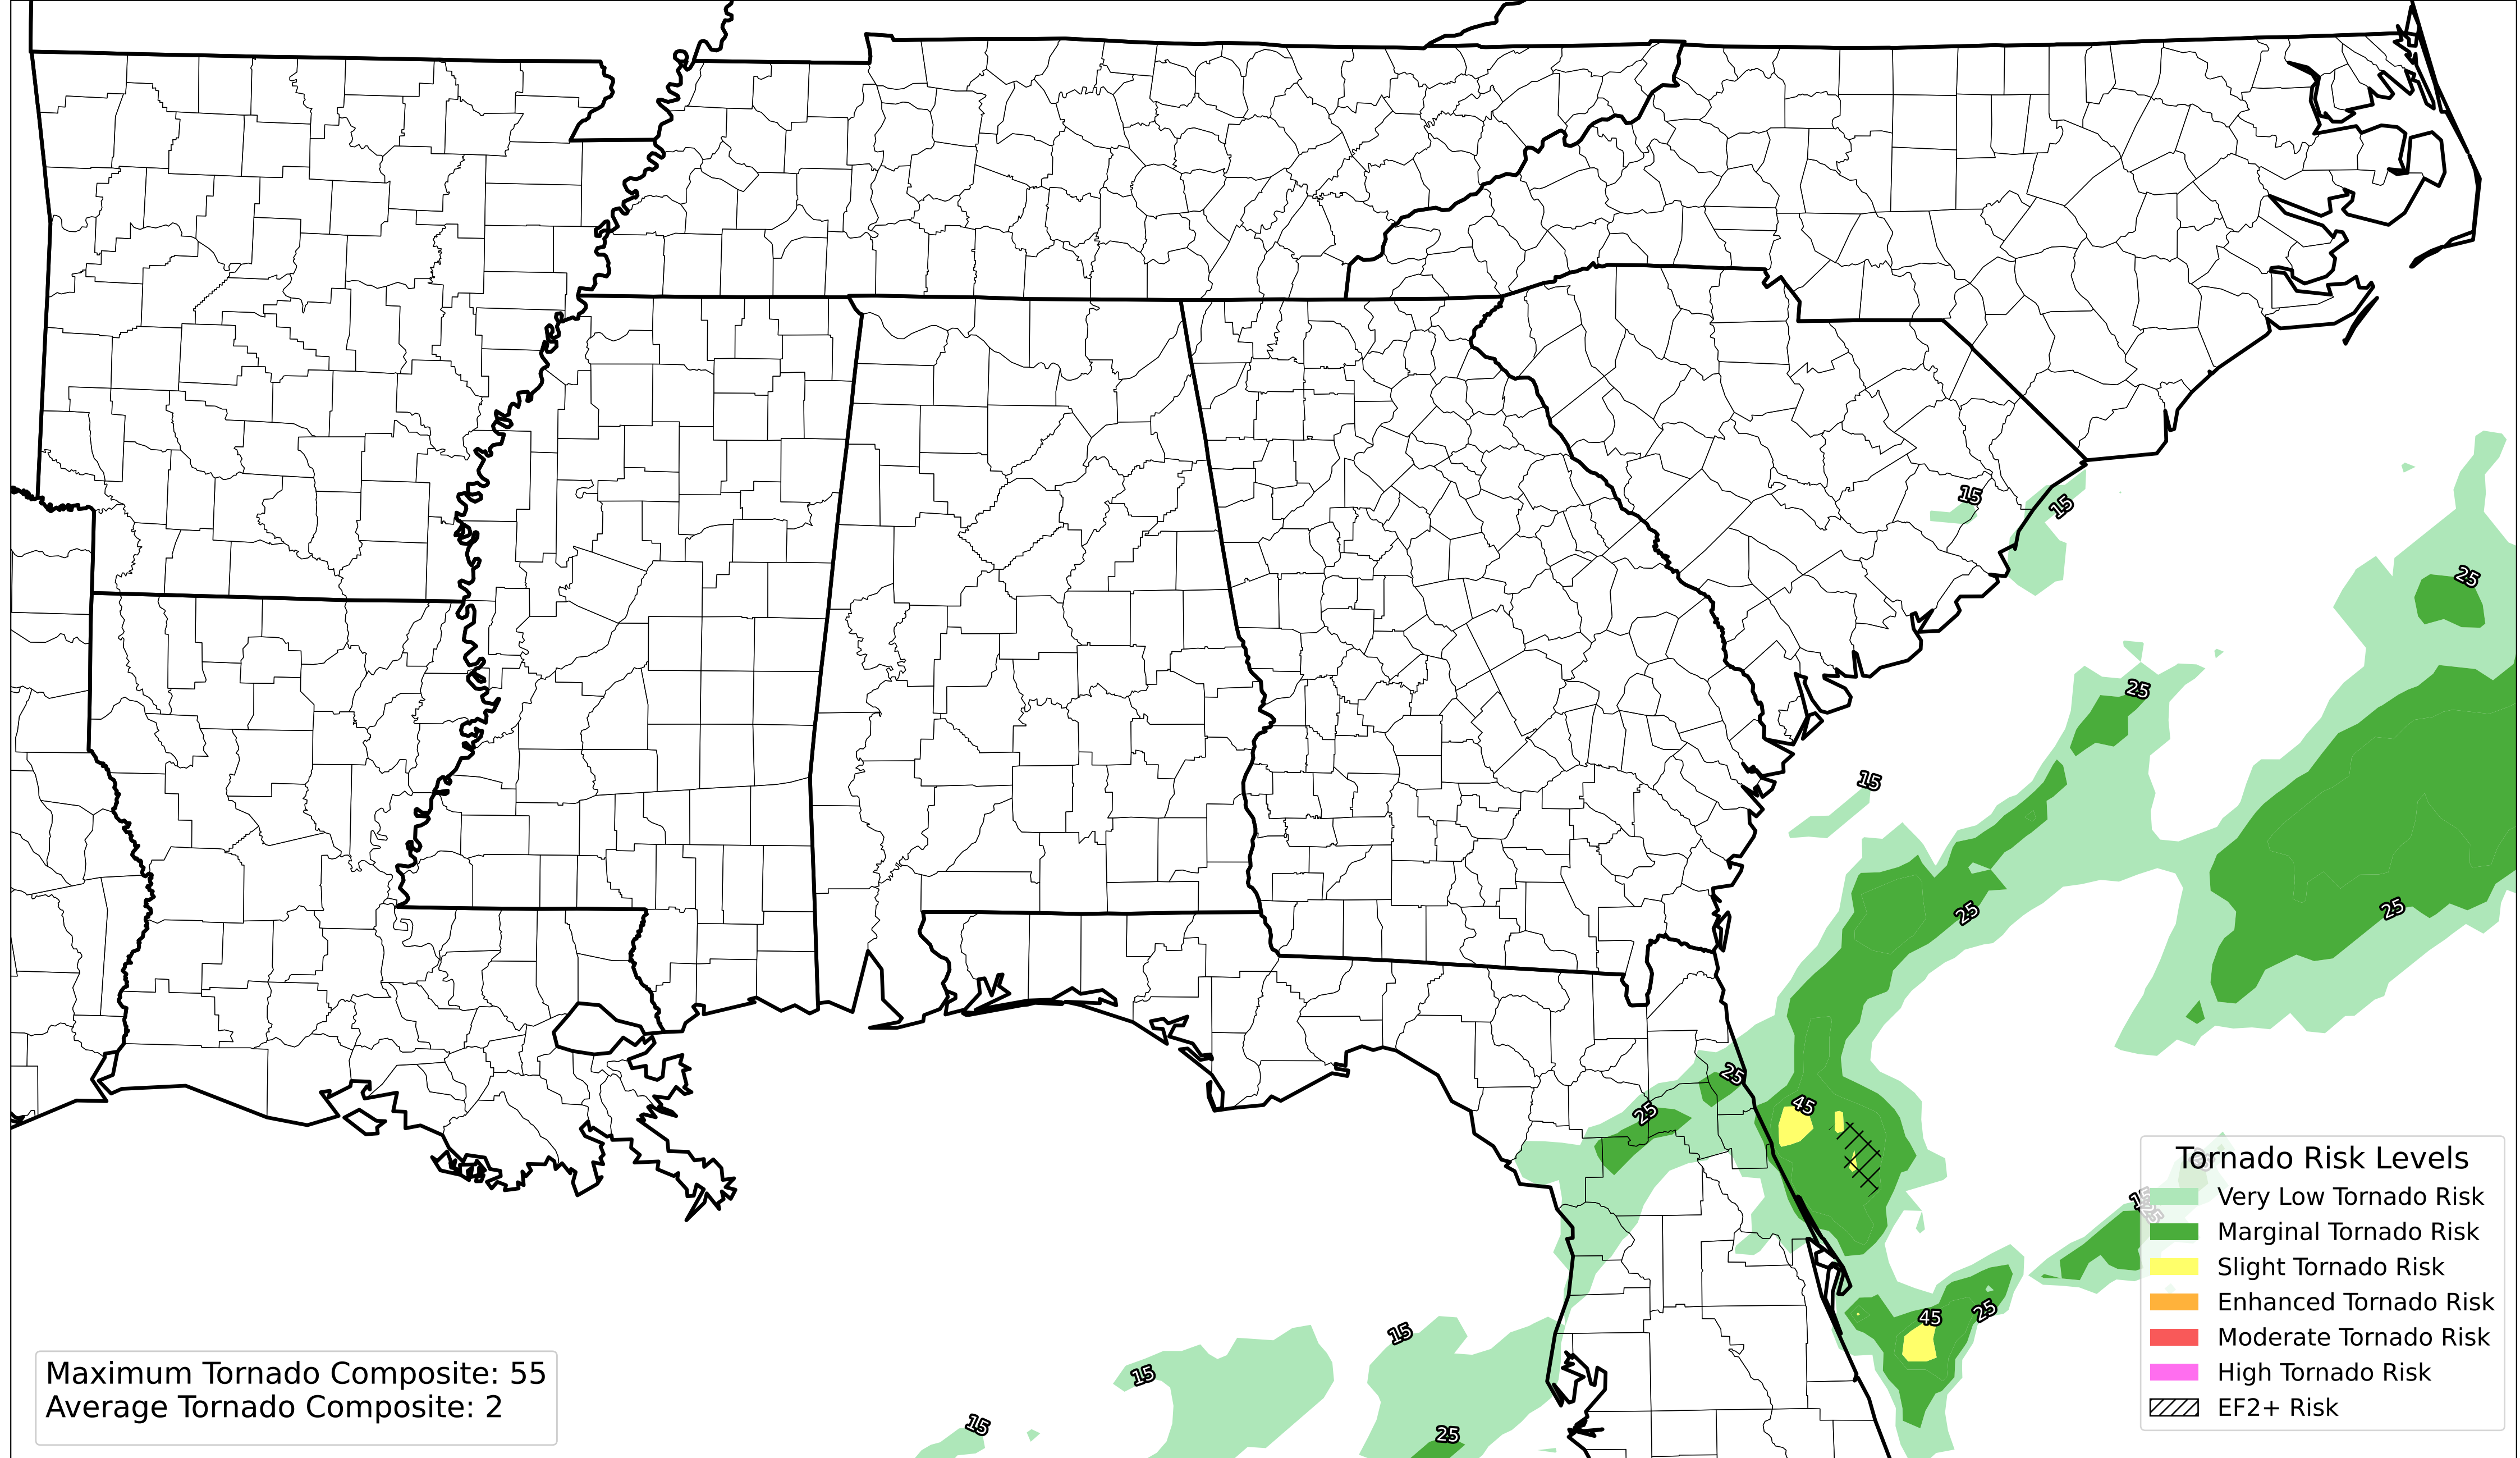 15
15
25
25
15
25
25
25
45
25
15
25
Tornado Risk Levels
Very Low Tornado Risk
Marginal Tornado Risk
Slight Tornado Risk
Enhanced Tornado Risk
Moderate Tornado Risk
High Tornado Risk
EF2+ Risk
45
25
15
15
25
15
Maximum Tornado Composite: 55
Average Tornado Composite: 2